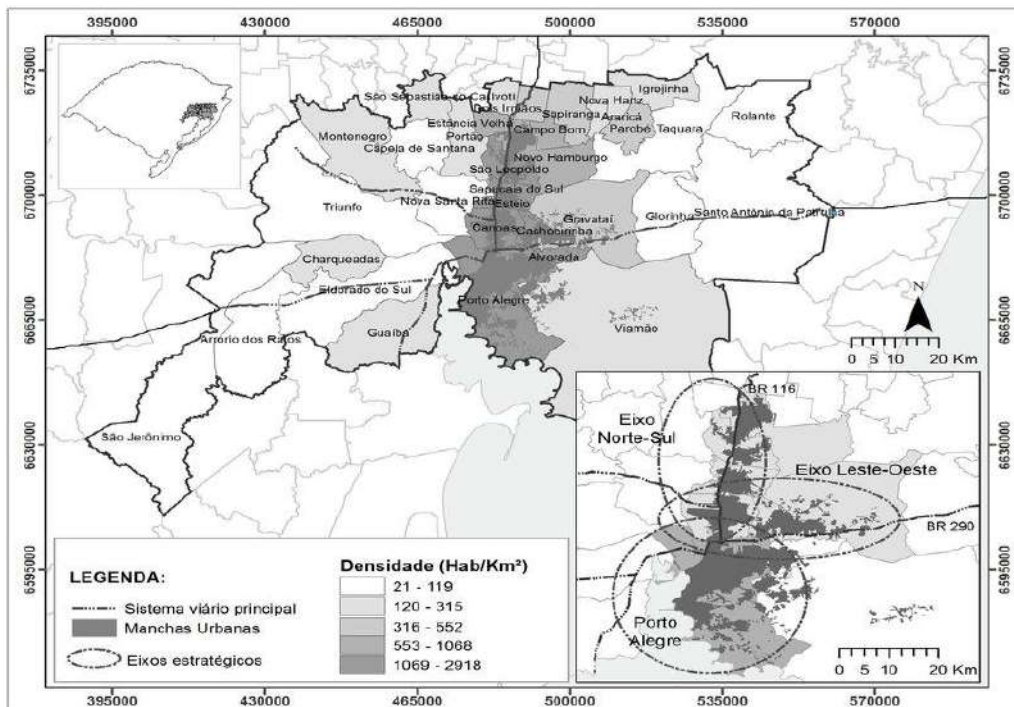 395000 430000 465000 500000 535000 570000
6735000
6700000
6665000
6630000
6595000
6735000
6700000
6665000
6630000
6595000
Igrejinha
Nova Hartz
Dois Irmãos
Sapiranga
Araricá
Rolante
Estância Velha
Campo Bom
Parobé
Taquara
Montenegro
Portão
Capela de Santana
Novo Hamburgo
São Leopoldo
Sapucaia do Sul
Nova Santa Rita
Esteio
Triunfo
Gravataí
Glorinha
Santo Antônio da Patrulha
Canoas
Cachoeirinha
Charqueadas
Alvorada
Eldorado do Sul
Porto Alegre
Viamão
Guaíba
Arroio dos Ratos
São Jerônimo
N
0 5 10 20 Km
BR 116
Eixo
Norte-Sul
Eixo Leste-Oeste
BR 290
Porto
Alegre
0 5 10 20 Km
LEGENDA:
Sistema viário principal
Manchas Urbanas
Eixos estratégicos
Densidade (Hab/Km²)
21 - 119
120 - 315
316 - 552
553 - 1068
1069 - 2918
395000 430000 465000 500000 535000 570000